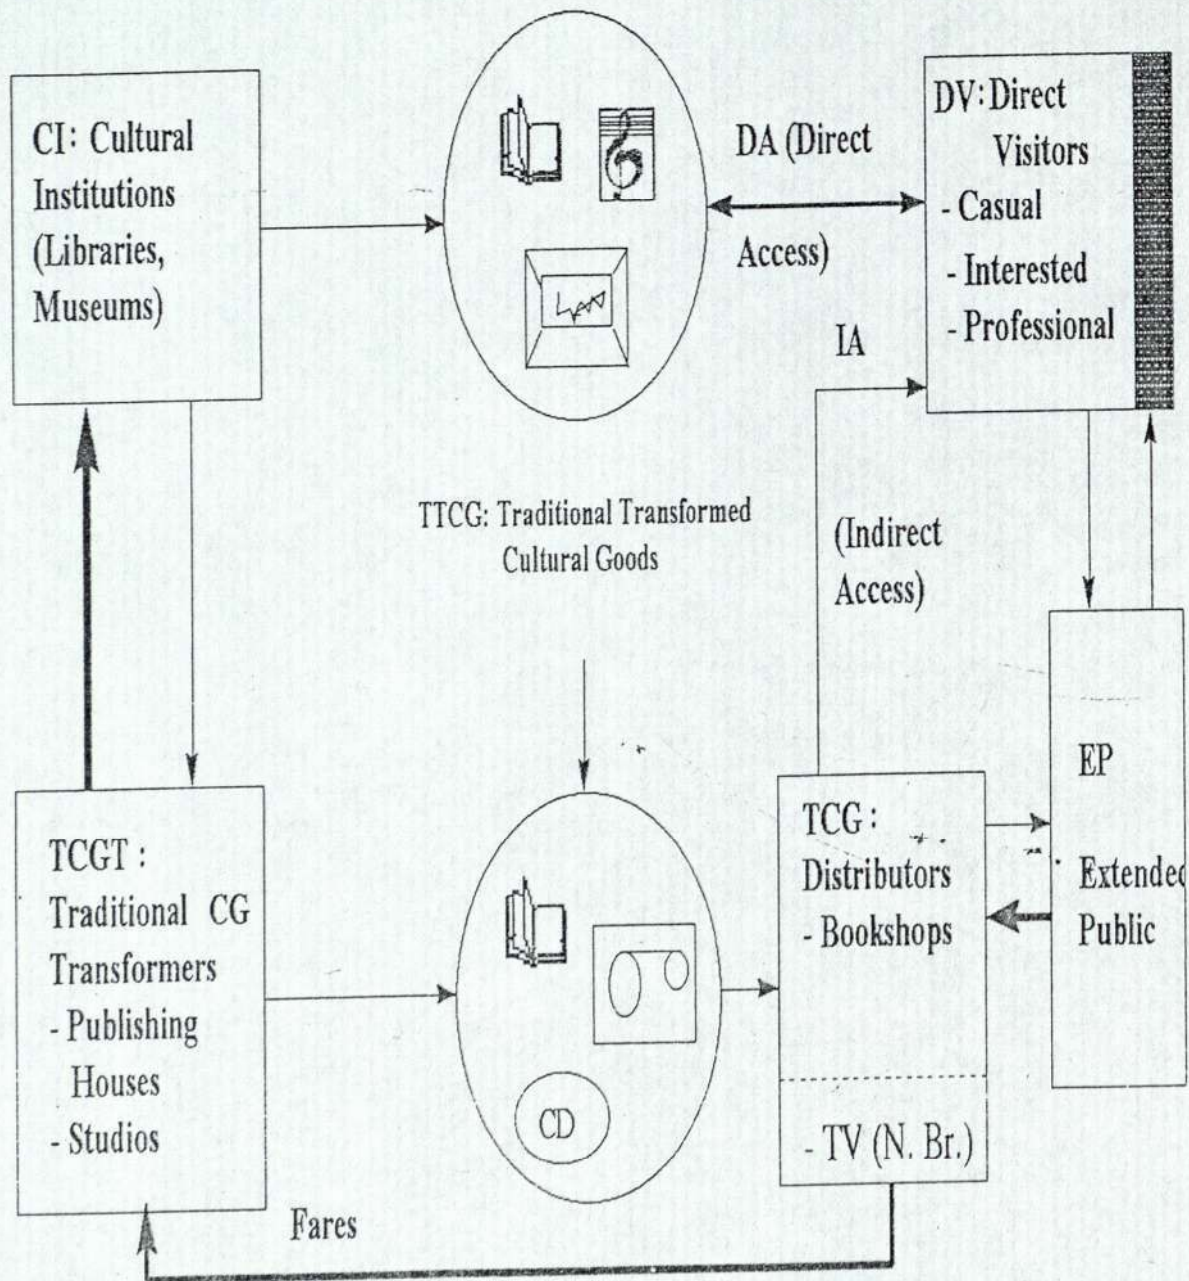 CI: Cultural
Institutions
(Libraries,
Museums)
DA (Direct
Access)
DV: Direct
Visitors
- Casual
- Interested
- Professional
IA
(Indirect
Access)
TTCG: Traditional Transformed
Cultural Goods
EP
Extended
Public
TCGT :
Traditional CG
Transformers
- Publishing
Houses
- Studios
CD
TCG :
Distributors
- Bookshops
- TV (N. Br.)
Fares